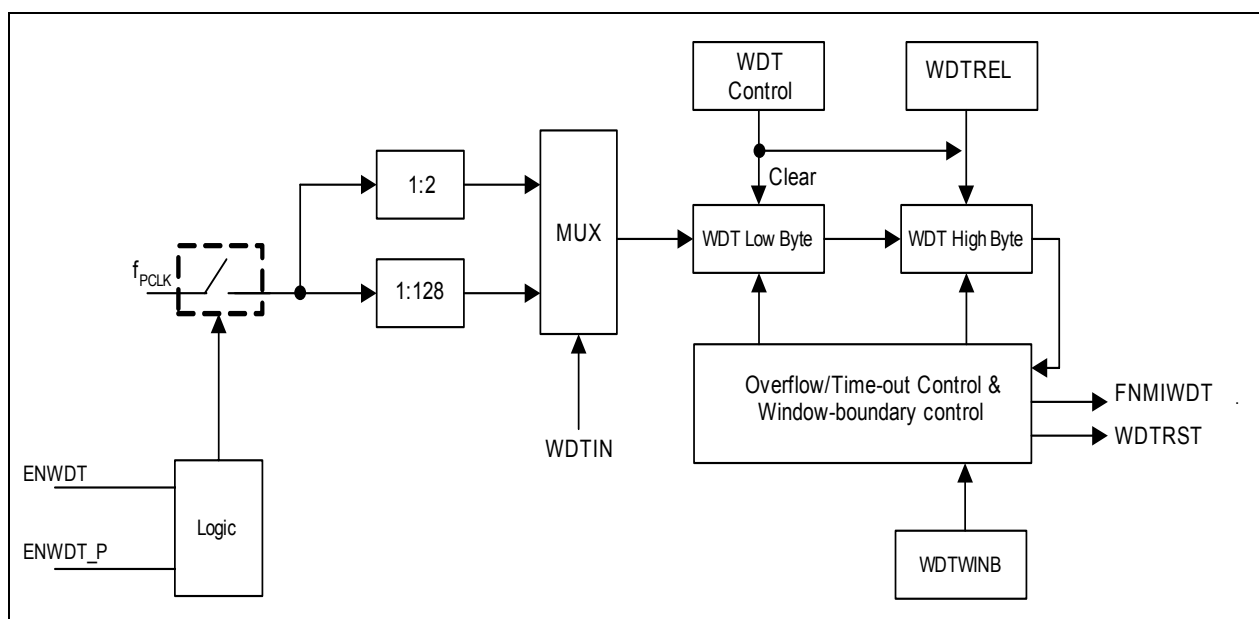 WDT
Control
WDTREL
1:2
Clear
MUX
WDT Low Byte
WDT High Byte
fPCLK
1:128
Overflow/Time-out Control &
Window-boundary control
FNMIWDT
.
WDTIN
WDTRST
ENWDT
Logic
ENWDT_P
WDTWINB